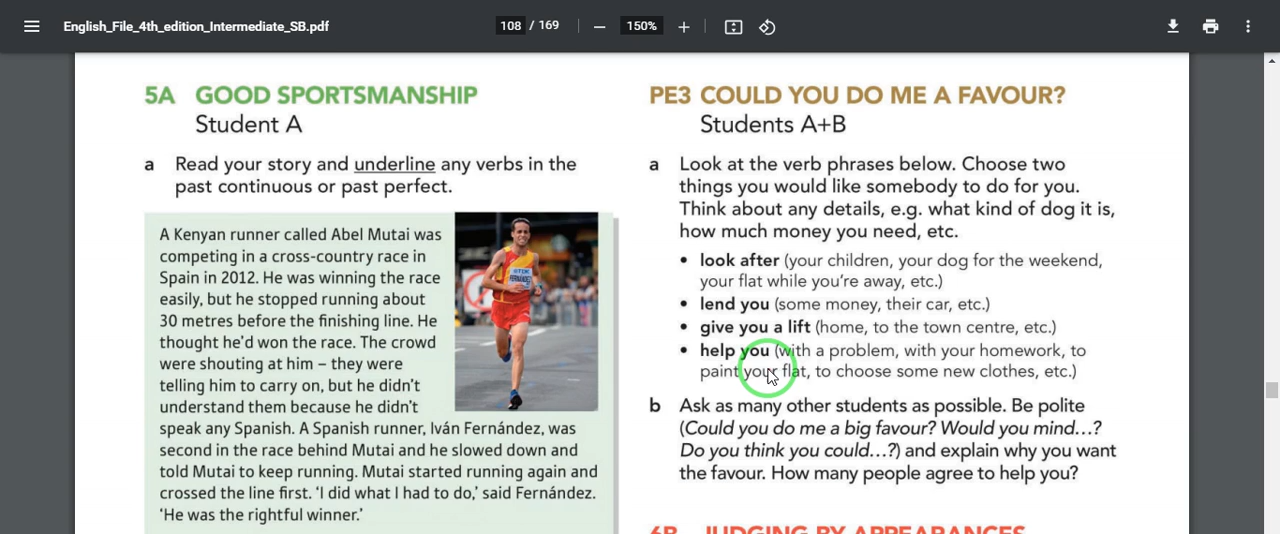 English_File_4th_edition_Intermediate_SB.pdf
108 / 169
150%
5A GOOD SPORTSMANSHIP
Student A
a Read your story and underline any verbs in the
past continuous or past perfect.
A Kenyan runner called Abel Mutai was
competing in a cross-country race in
Spain in 2012. He was winning the race
easily, but he stopped running about
30 metres before the finishing line. He
thought he'd won the race. The crowd
were shouting at him – they were
telling him to carry on, but he didn't
understand them because he didn't
speak any Spanish. A Spanish runner, Iván Fernández, was
second in the race behind Mutai and he slowed down and
told Mutai to keep running. Mutai started running again and
crossed the line first. 'I did what I had to do,' said Fernández.
'He was the rightful winner.'
FERNÁNDEZ
PE3 COULD YOU DO ME A FAVOUR?
Students A+B
a Look at the verb phrases below. Choose two
things you would like somebody to do for you.
Think about any details, e.g. what kind of dog it is,
how much money you need, etc.
• look after (your children, your dog for the weekend,
your flat while you're away, etc.)
• lend you (some money, their car, etc.)
• give you a lift (home, to the town centre, etc.)
• help you (with a problem, with your homework, to
paint your flat, to choose some new clothes, etc.)
b Ask as many other students as possible. Be polite
(Could you do me a big favour? Would you mind...?
Do you think you could...?) and explain why you want
the favour. How many people agree to help you?
6B JUDGING BY APPEARANCES